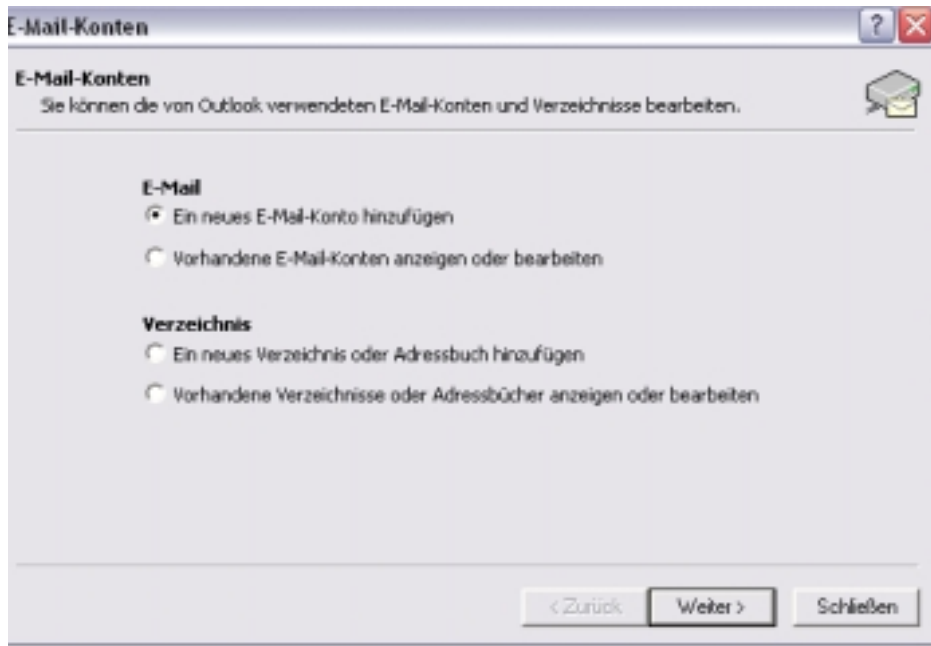 E-Mail-Konten
E-Mail-Konten
Sie können die von Outlook verwendeten E-Mail-Konten und Verzeichnisse bearbeiten.
E-Mail
Ein neues E-Mail-Konto hinzufügen
Vorhandene E-Mail-Konten anzeigen oder bearbeiten
Verzeichnis
Ein neues Verzeichnis oder Adressbuch hinzufügen
Vorhandene Verzeichnisse oder Adressbücher anzeigen oder bearbeiten
< Zurück Weiter > Schließen